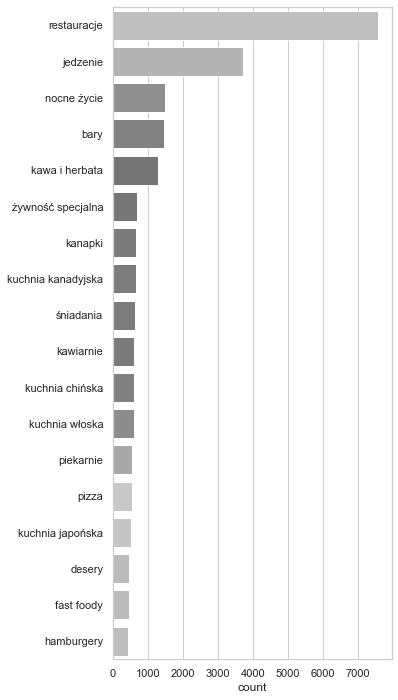 restauracje
jedzenie
nocne życie
bary
kawa i herbata
żywność specjalna
kanapki
kuchnia kanadyjska
śniadania
kawiarnie
kuchnia chińska
kuchnia włoska
piekarnie
pizza
kuchnia japońska
desery
fast foody
hamburgery
0 1000 2000 3000 4000 5000 6000 7000
count